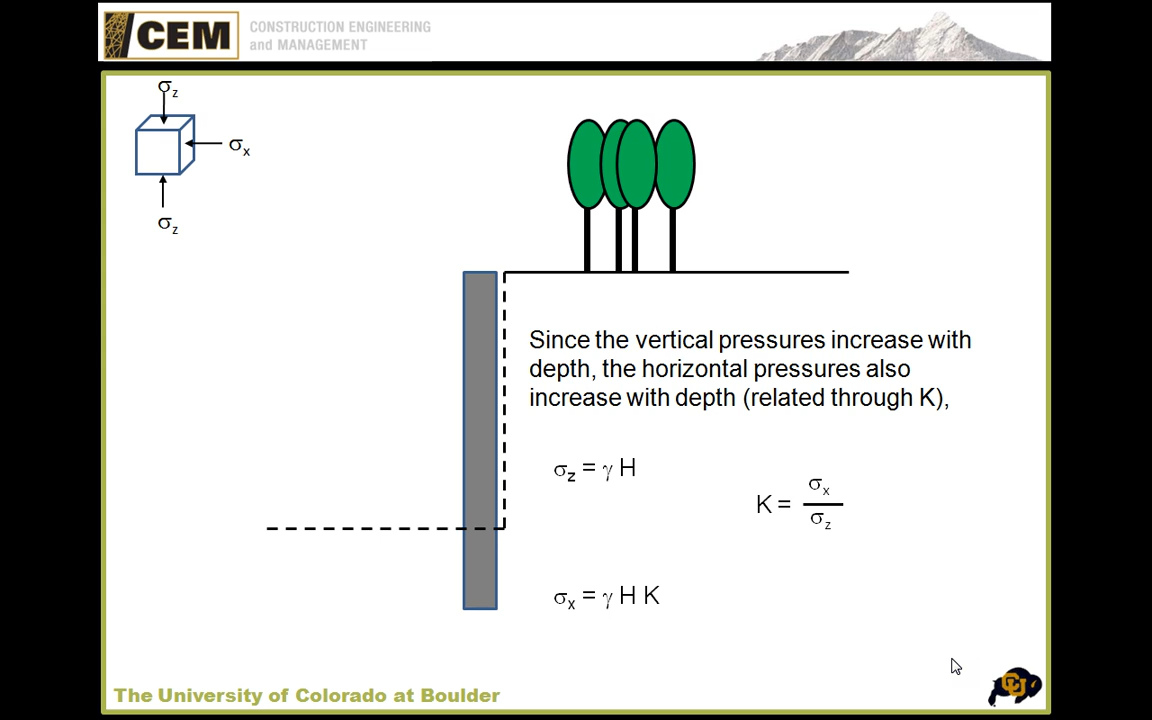 CEM
CONSTRUCTION ENGINEERING
and MANAGEMENT
σz
σx
σz
Since the vertical pressures increase with
depth, the horizontal pressures also
increase with depth (related through K),
σz = γ H
K = σx / σz
σx = γ H K
The University of Colorado at Boulder
CU